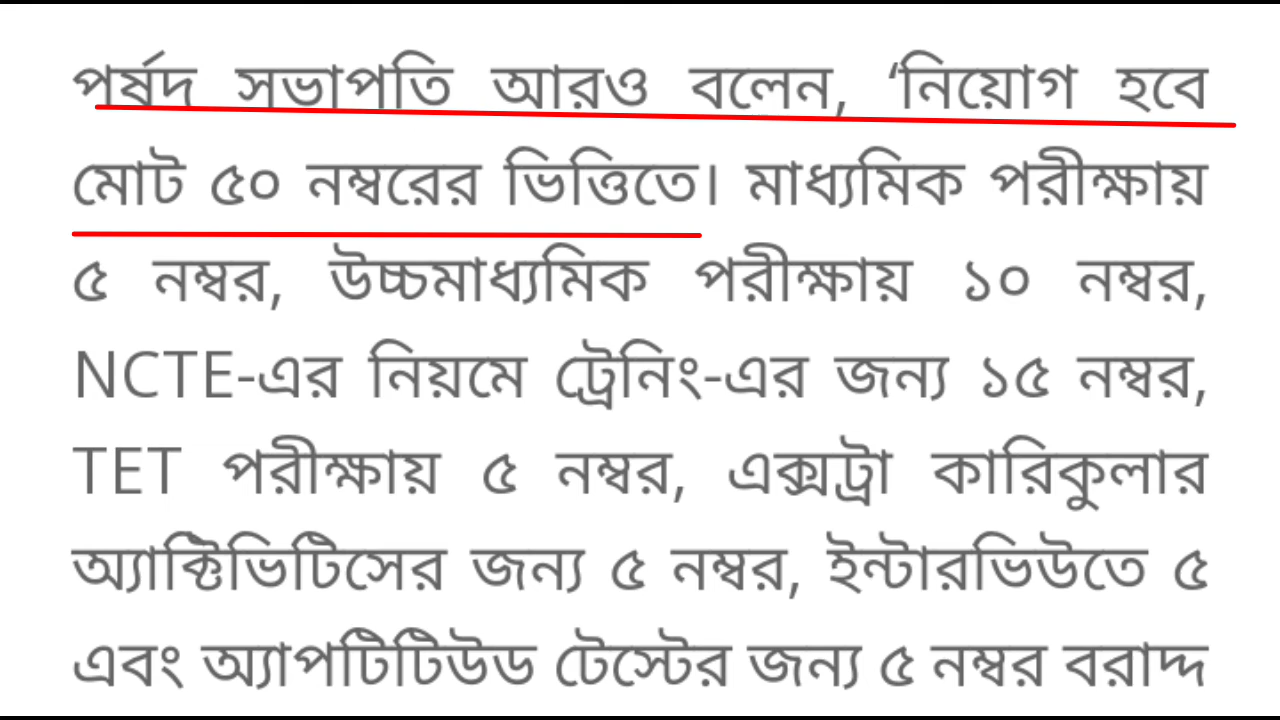 পর্ষদ সভাপতি আরও বলেন, ‘নিয়োগ হবে
মোট ৫০ নম্বরের ভিত্তিতে। মাধ্যমিক পরীক্ষায়
৫ নম্বর, উচ্চমাধ্যমিক পরীক্ষায় ১০ নম্বর,
NCTE-এর নিয়মে ট্রেনিং-এর জন্য ১৫ নম্বর,
TET পরীক্ষায় ৫ নম্বর, এক্সট্রা কারিকুলার
অ্যাক্টিভিটিসের জন্য ৫ নম্বর, ইন্টারভিউতে ৫
এবং অ্যাপটিটিউড টেস্টের জন্য ৫ নম্বর বরাদ্দ